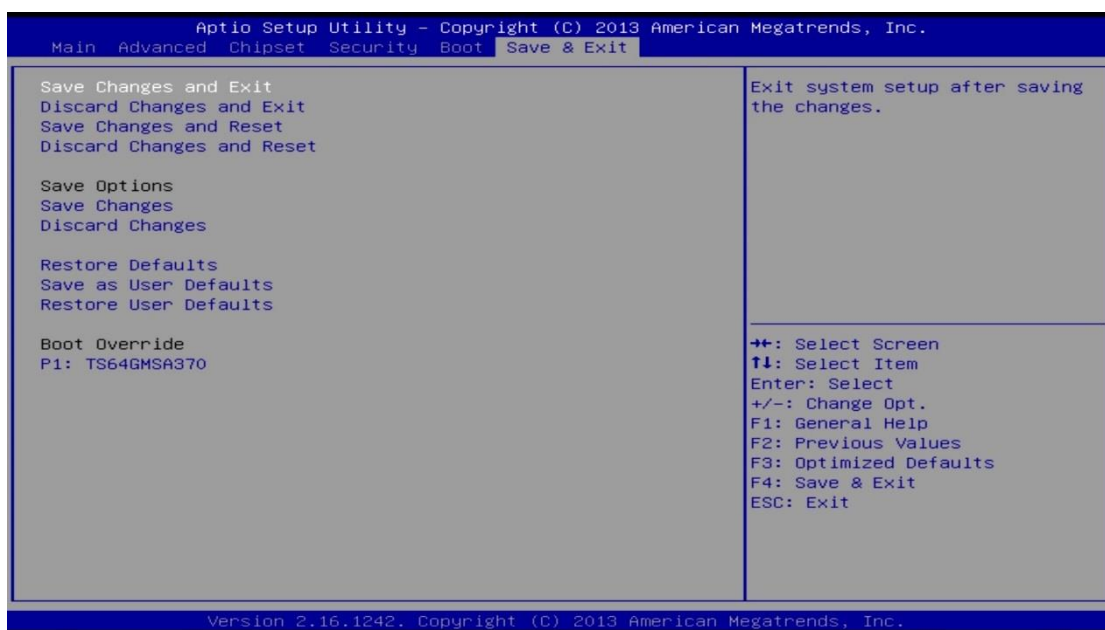 Aptio Setup Utility - Copyright (C) 2013 American Megatrends, Inc.
Main Advanced Chipset Security Boot Save & Exit
Save Changes and Exit
Discard Changes and Exit
Save Changes and Reset
Discard Changes and Reset
Save Options
Save Changes
Discard Changes
Restore Defaults
Save as User Defaults
Restore User Defaults
Boot Override
P1: TS64GMSA370
Exit system setup after saving
the changes.
→←: Select Screen
↑↓: Select Item
Enter: Select
+/-: Change Opt.
F1: General Help
F2: Previous Values
F3: Optimized Defaults
F4: Save & Exit
ESC: Exit
Version 2.16.1242. Copyright (C) 2013 American Megatrends, Inc.